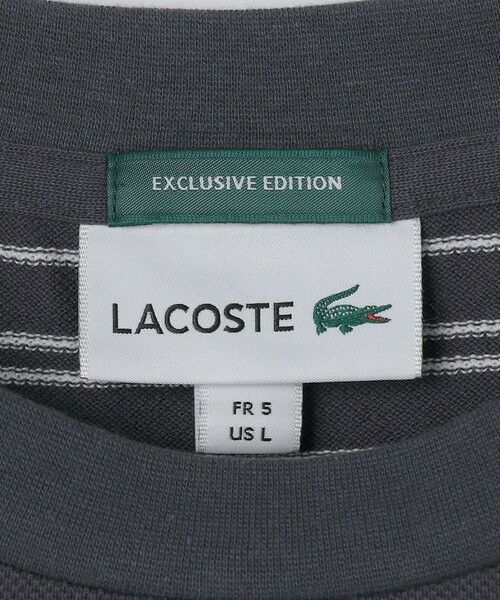 EXCLUSIVE EDITION
LACOSTE
FR 5
US L